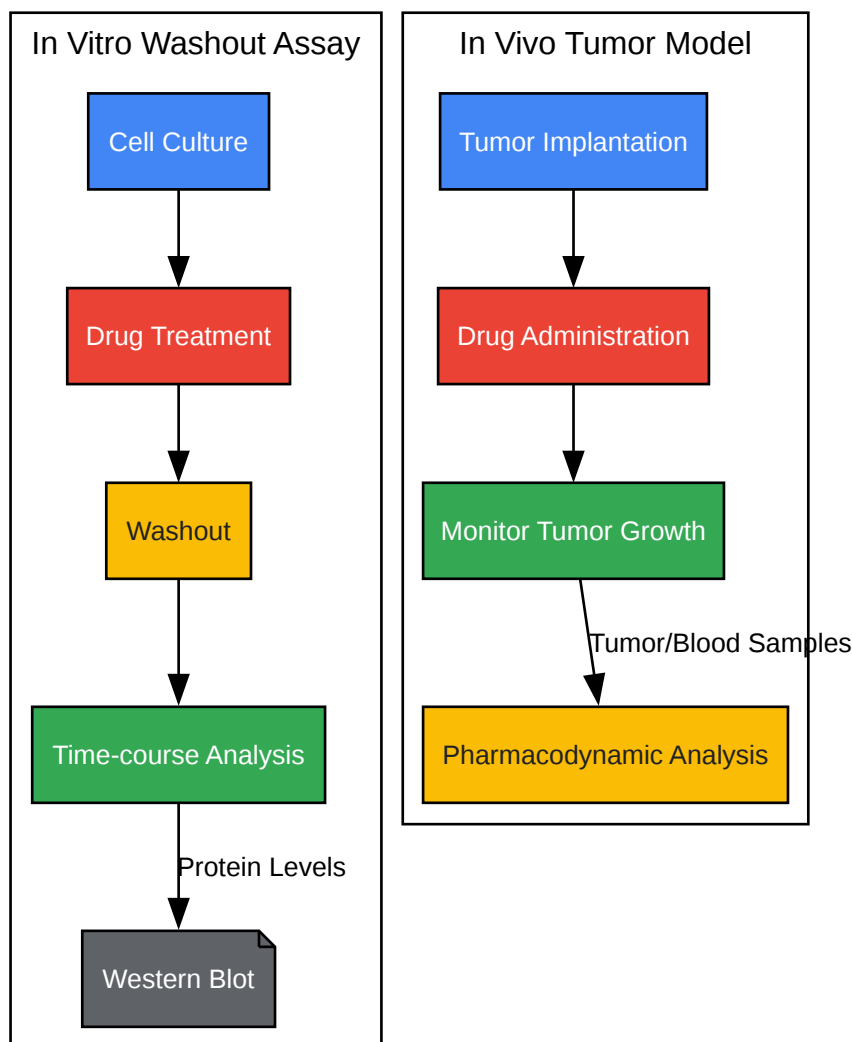 In Vitro Washout Assay
Cell Culture
Drug Treatment
Washout
Time-course Analysis
Protein Levels
Western Blot
In Vivo Tumor Model
Tumor Implantation
Drug Administration
Monitor Tumor Growth
Tumor/Blood Samples
Pharmacodynamic Analysis